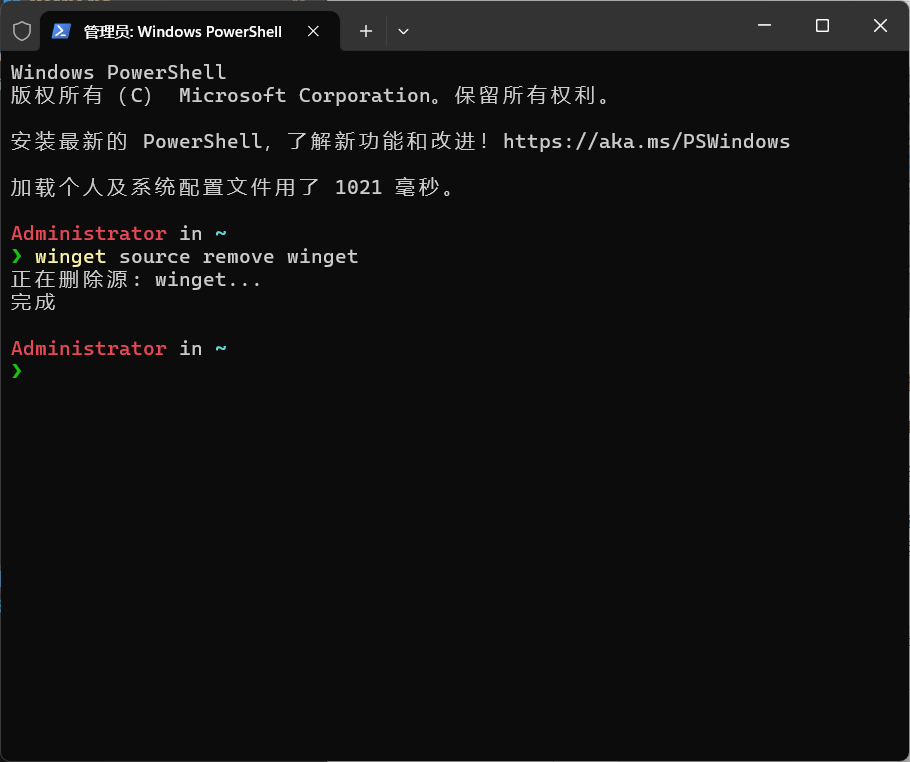 管理员: Windows PowerShell
Windows PowerShell
版权所有（C） Microsoft Corporation。保留所有权利。
安装最新的 PowerShell，了解新功能和改进！https://aka.ms/PSWindows
加载个人及系统配置文件用了 1021 毫秒。
Administrator in ~
❯ winget source remove winget
正在删除源: winget...
完成
Administrator in ~
❯